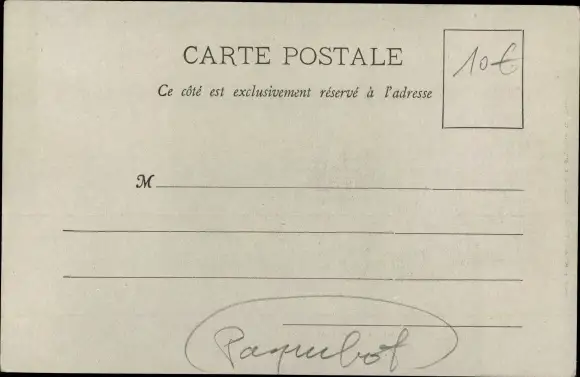 CARTE POSTALE
10€
Ce côté est exclusivement réservé à l'adresse
M
Paquebot